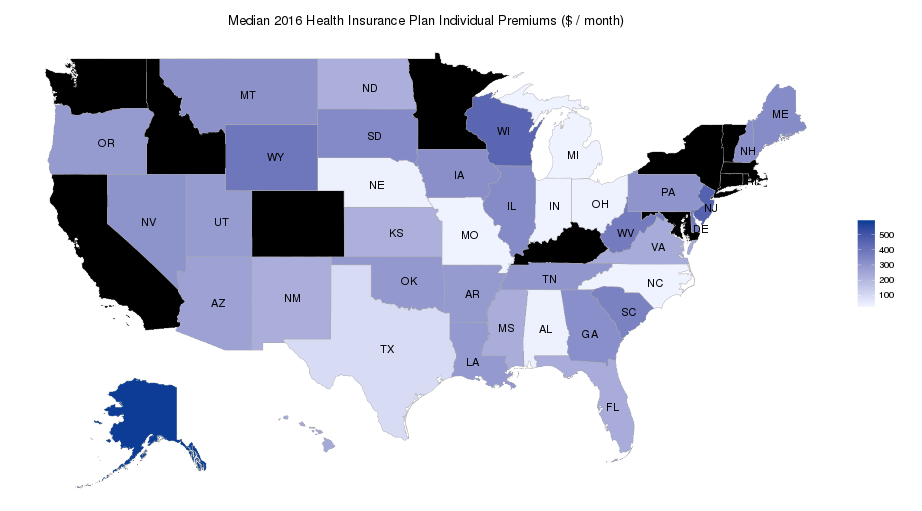 Median 2016 Health Insurance Plan Individual Premiums ($ / month)
MT
ND
ME
OR
SD
WI
NH
WY
MI
IA
NE
PA
IL
IN
OH
NJ
NV
UT
KS
MO
WV
DE
VA
OK
TN
NC
AZ
NM
AR
SC
MS
AL
GA
TX
LA
FL
500
400
300
200
100